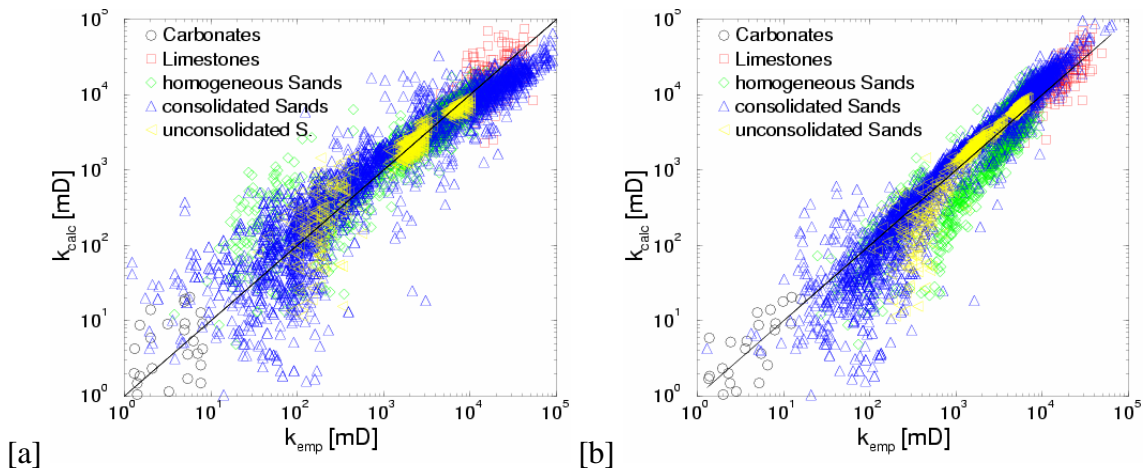 10^5
10^4
10^3
10^2
10^1
10^0
k_calc [mD]
Carbonates
Limestones
homogeneous Sands
consolidated Sands
unconsolidated S.
10^0 10^1 10^2 10^3 10^4 10^5
k_emp [mD]
[a]
10^5
10^4
10^3
10^2
10^1
10^0
k_calc [mD]
Carbonates
Limestones
homogeneous Sands
consolidated Sands
unconsolidated Sands
10^0 10^1 10^2 10^3 10^4 10^5
k_emp [mD]
[b]